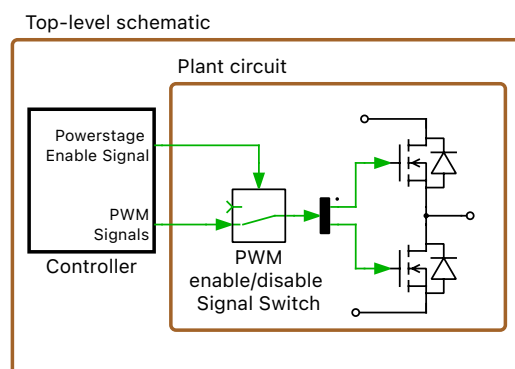 Top-level schematic
Plant circuit
Powerstage
Enable Signal
PWM
Signals
Controller
PWM
enable/disable
Signal Switch